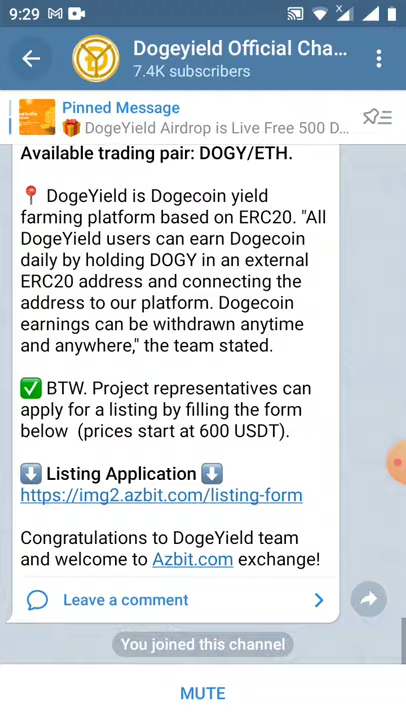 9:29
Dogeyield Official Cha...
7.4K subscribers
Pinned Message
🎁 DogeYield Airdrop is Live Free 500 D...
Available trading pair: DOGY/ETH.
📍 DogeYield is Dogecoin yield
farming platform based on ERC20. "All
DogeYield users can earn Dogecoin
daily by holding DOGY in an external
ERC20 address and connecting the
address to our platform. Dogecoin
earnings can be withdrawn anytime
and anywhere," the team stated.
✅ BTW. Project representatives can
apply for a listing by filling the form
below  (prices start at 600 USDT).
⬇️ Listing Application ⬇️
https://img2.azbit.com/listing-form
Congratulations to DogeYield team
and welcome to Azbit.com exchange!
Leave a comment
You joined this channel
MUTE